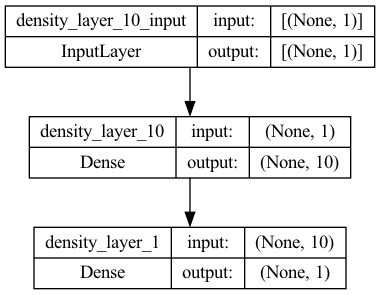 density_layer_10_input input: [(None, 1)]
InputLayer output: [(None, 1)]
density_layer_10 input: (None, 1)
Dense output: (None, 10)
density_layer_1 input: (None, 10)
Dense output: (None, 1)